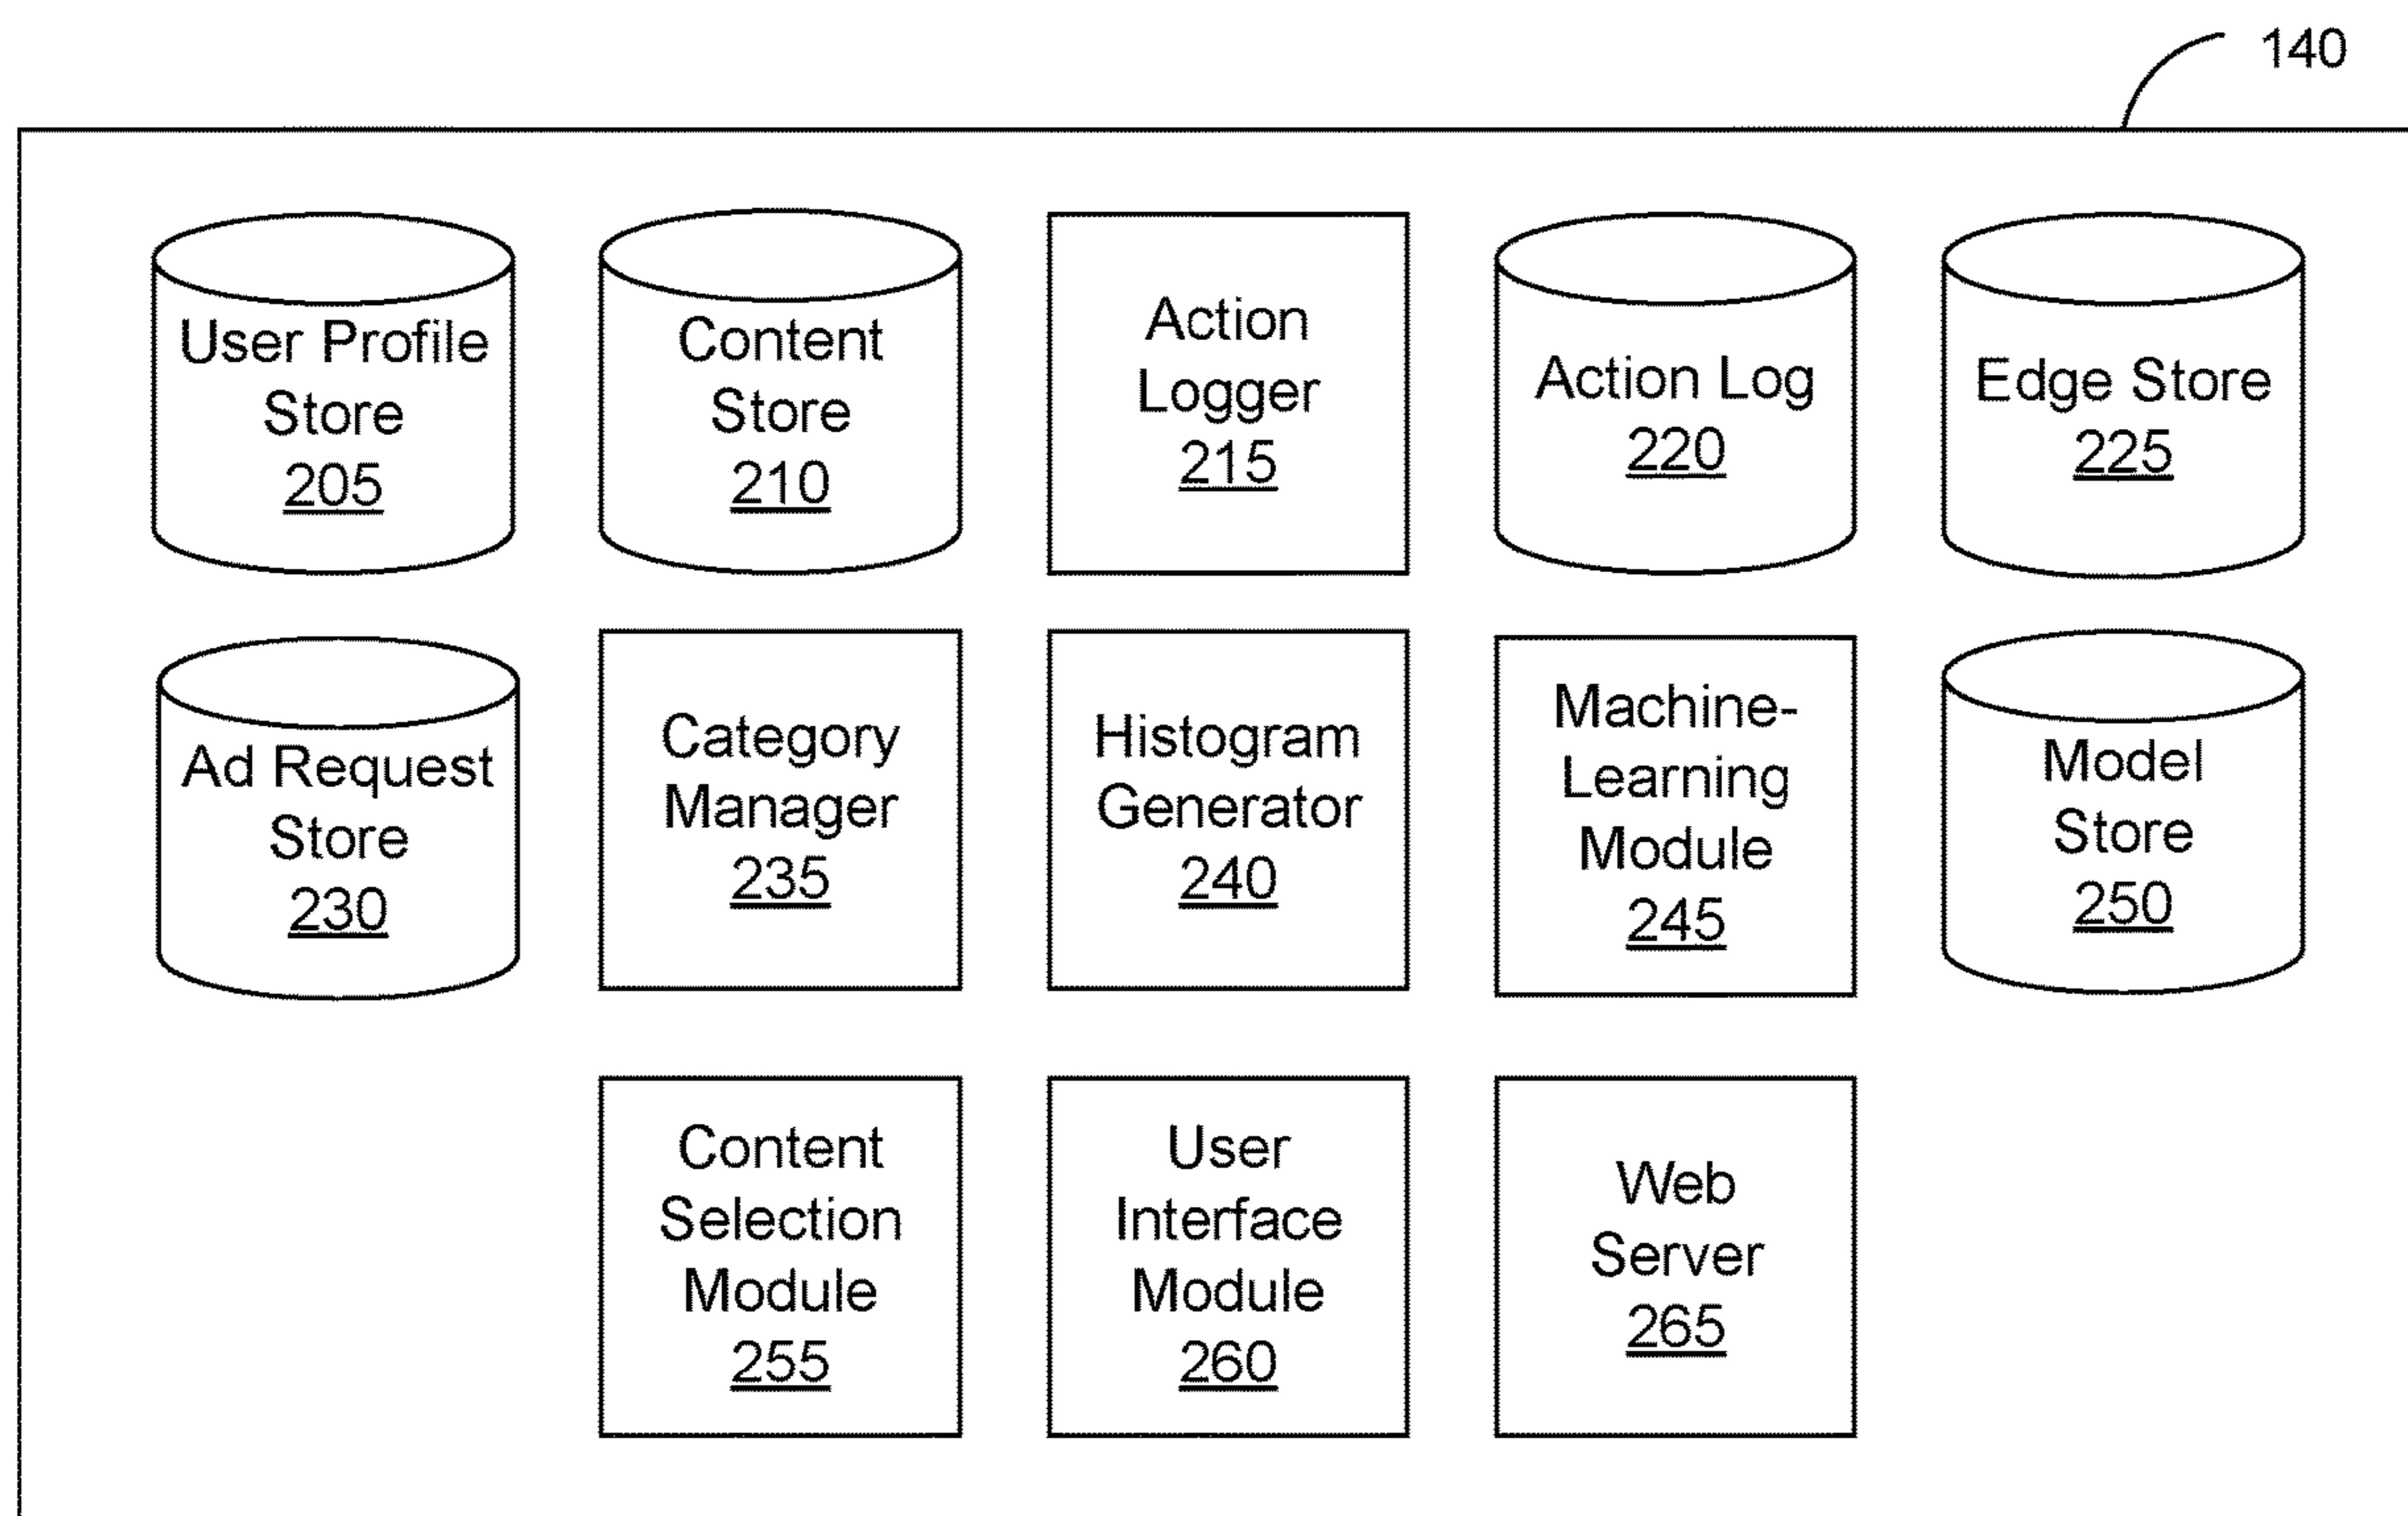 140
User Profile
Store
205
Content
Store
210
Action
Logger
215
Action Log
220
Edge Store
225
Ad Request
Store
230
Category
Manager
235
Histogram
Generator
240
Machine-
Learning
Module
245
Model
Store
250
Content
Selection
Module
255
User
Interface
Module
260
Web
Server
265